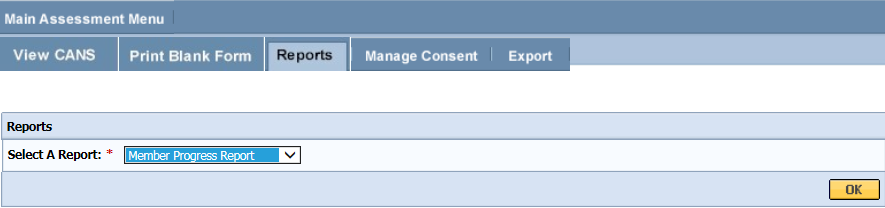 Main Assessment Menu
View CANS Print Blank Form Reports Manage Consent Export
Reports
Select A Report: * Member Progress Report
OK